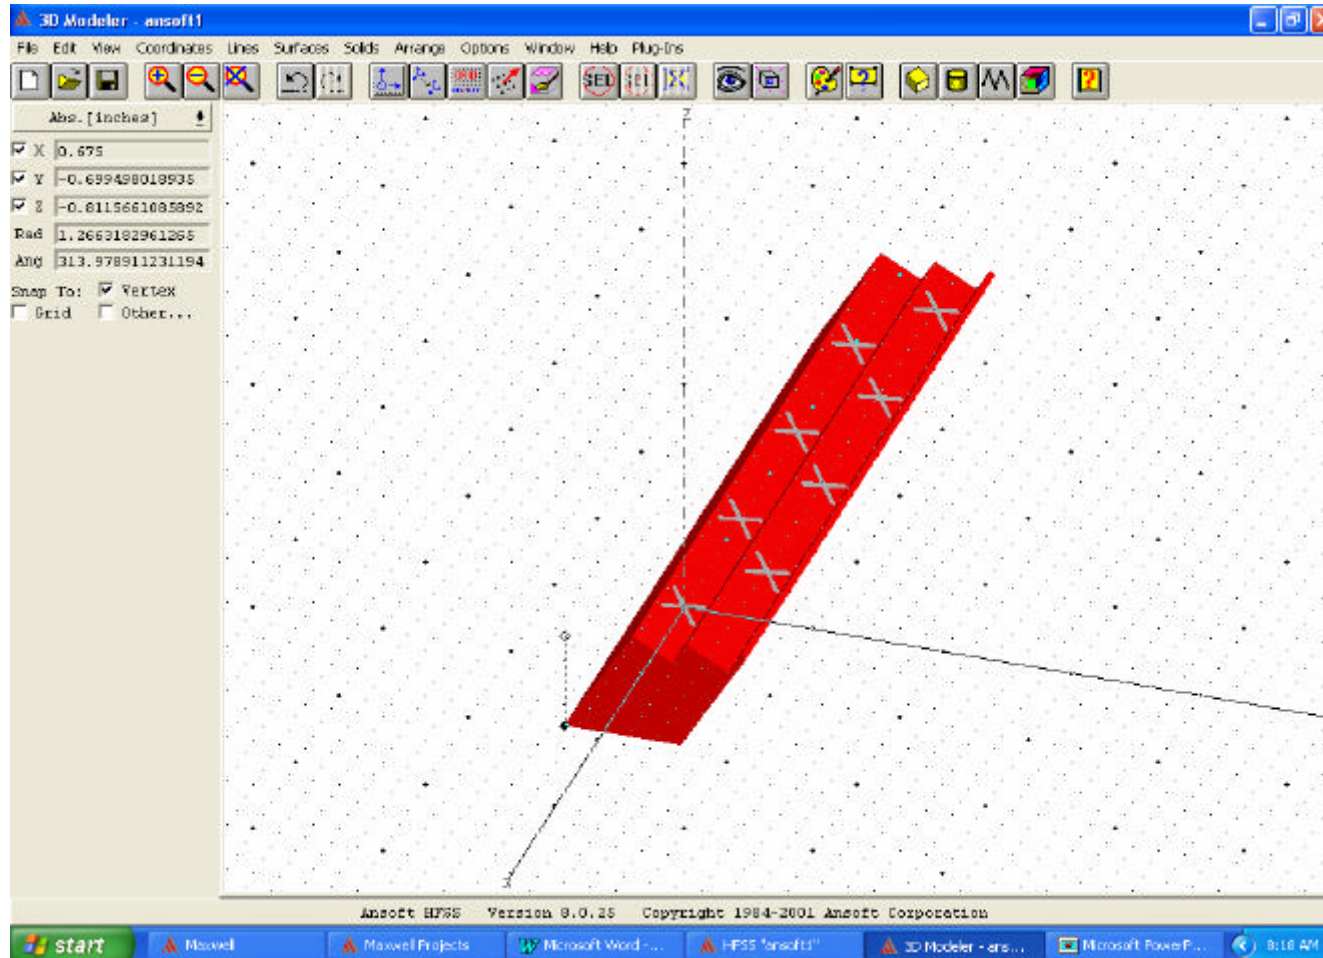 3D Modeler - ansoft1
File Edit View Coordinates Lines Surfaces Solids Arrange Options Window Help Plug-Ins
SEL
Abs.[inches]
X 0.675
Y -0.699498018935
Z -0.8115661085892
Rad 1.2663182961265
Ang 313.978911231194
Snap To: Vertex
Grid Other...
Z
Ansoft HFSS Version 8.0.25 Copyright 1984-2001 Ansoft Corporation
start Maxwell Maxwell Projects Microsoft Word -... HFSS "ansoft1" 3D Modeler - ans... Microsoft PowerP... 8:18 AM